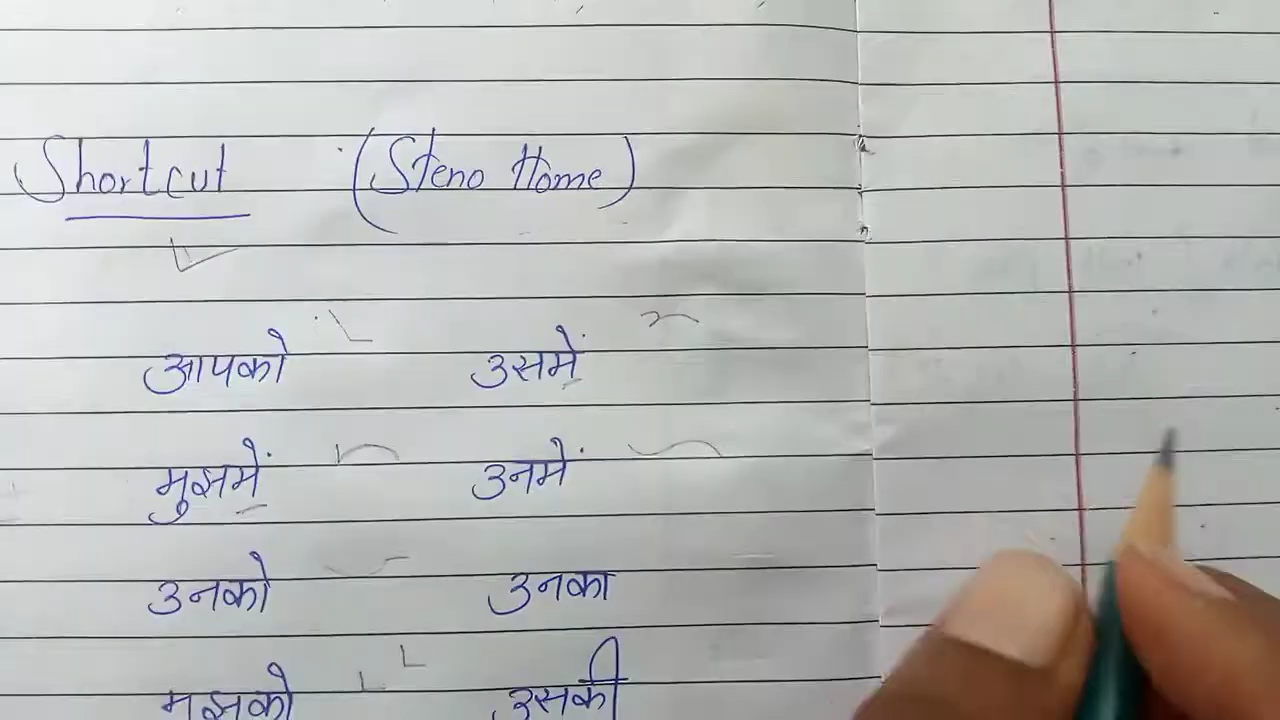 Shortcut (Steno Home)
आपको उसमें
मुझमें उनमें
उनको उनका
मुझको उसकी